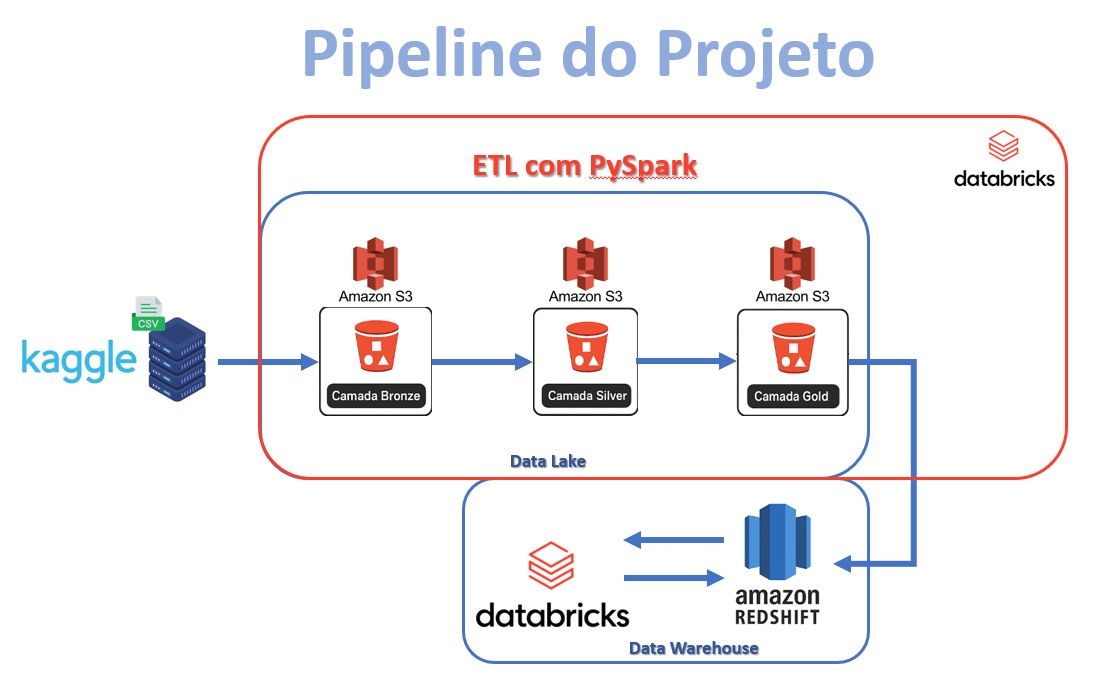 Pipeline do Projeto
ETL com PySpark
databricks
Amazon S3
Amazon S3
Amazon S3
CSV
kaggle
Camada Bronze
Camada Silver
Camada Gold
Data Lake
databricks
amazon
REDSHIFT
Data Warehouse